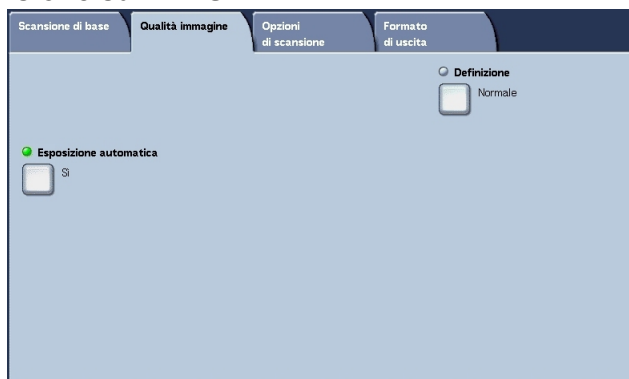 Scansione di base
Qualità immagine
Opzioni
di scansione
Formato
di uscita
Definizione
Normale
Esposizione automatica
Sì